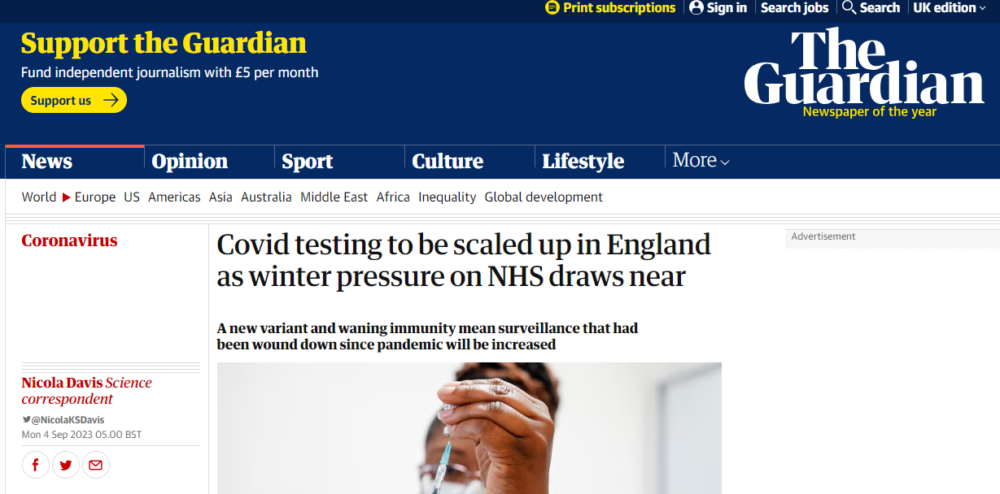 Print subscriptions Sign in Search jobs Search UK edition
Support the Guardian
Fund independent journalism with £5 per month
Support us
The
Guardian
Newspaper of the year
News Opinion Sport Culture Lifestyle More
World Europe US Americas Asia Australia Middle East Africa Inequality Global development
Coronavirus
Covid testing to be scaled up in England
as winter pressure on NHS draws near
Advertisement
A new variant and waning immunity mean surveillance that had
been wound down since pandemic will be increased
Nicola Davis Science
correspondent
@NicolaKSDavis
Mon 4 Sep 2023 05.00 BST